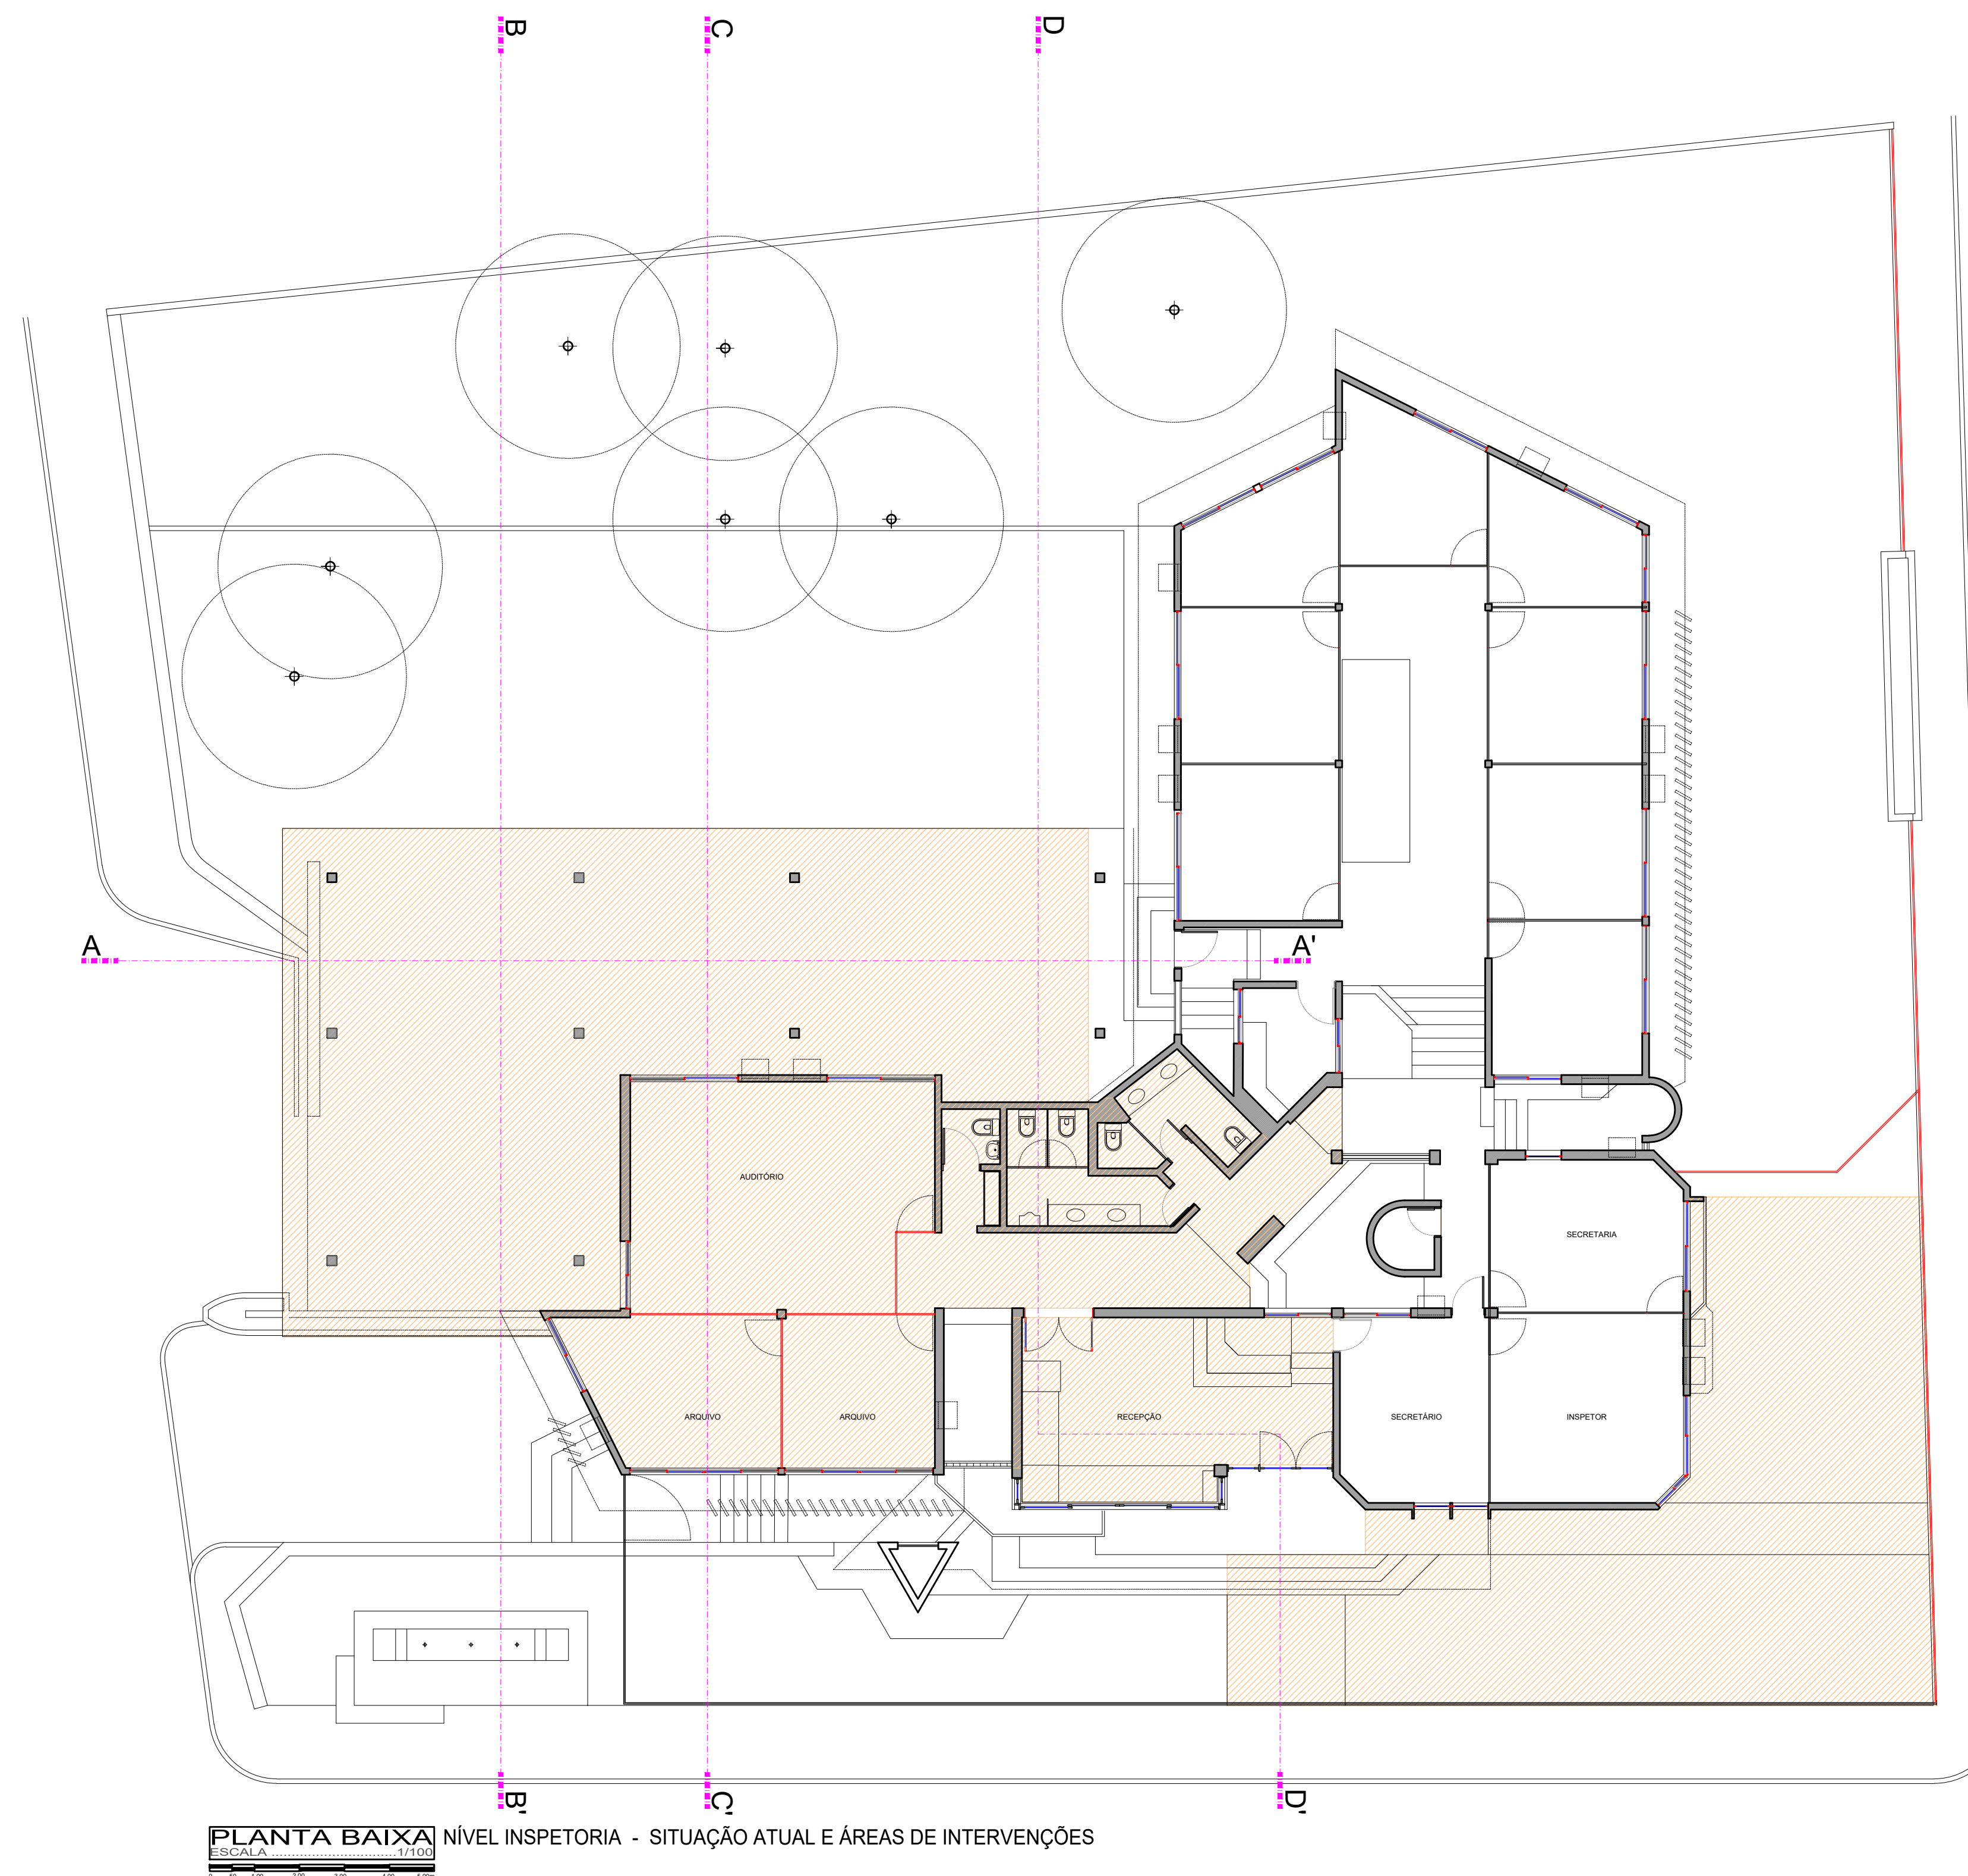 B
C
D
A
A'
AUDITÓRIO
SECRETARIA
ARQUIVO
ARQUIVO
RECEPÇÃO
SECRETÁRIO
INSPETOR
B'
C'
D'
PLANTA BAIXA NÍVEL INSPETORIA - SITUAÇÃO ATUAL E ÁREAS DE INTERVENÇÕES
ESCALA ...............................1/100